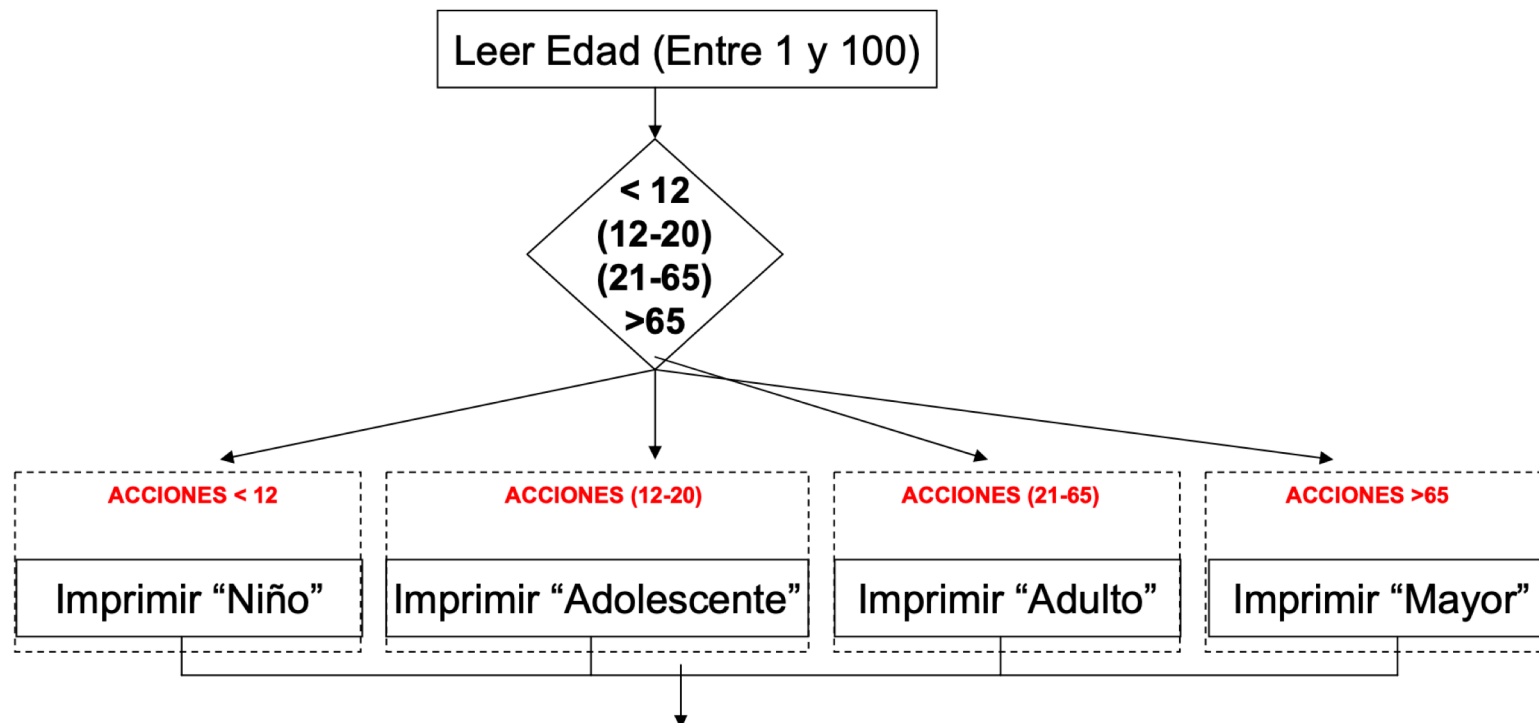 Leer Edad (Entre 1 y 100)
< 12
(12-20)
(21-65)
>65
ACCIONES < 12
ACCIONES (12-20)
ACCIONES (21-65)
ACCIONES >65
Imprimir “Niño”
Imprimir “Adolescente”
Imprimir “Adulto”
Imprimir “Mayor”